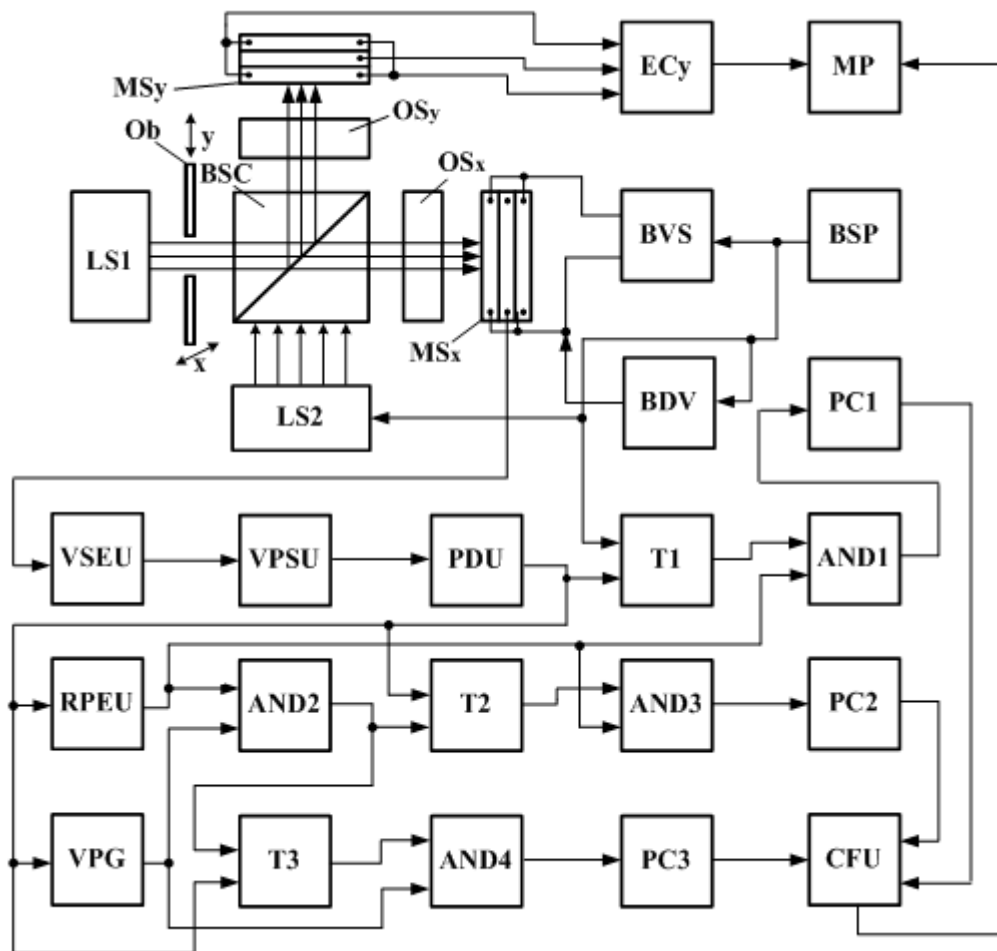 MSy
ECy
MP
Ob
y
OSy
BSC
OSx
LS1
BVS
BSP
x
MSx
LS2
BDV
PC1
VSEU
VPSU
PDU
T1
AND1
RPEU
AND2
T2
AND3
PC2
VPG
T3
AND4
PC3
CFU